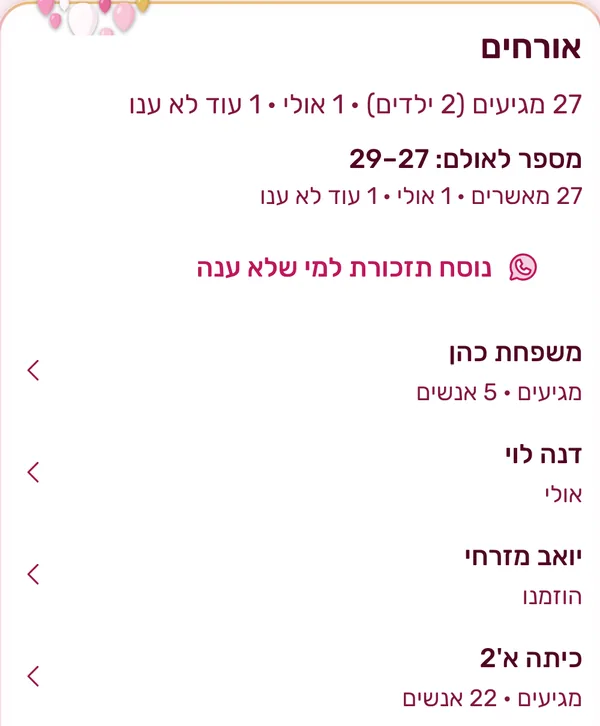 אורחים
27 מגיעים (2 ילדים) • 1 אולי • 1 עוד לא ענו
מספר לאולם: 27–29
27 מאשרים • 1 אולי • 1 עוד לא ענו
נוסח תזכורת למי שלא ענה
משפחת כהן
מגיעים • 5 אנשים
דנה לוי
אולי
יואב מזרחי
הוזמנו
כיתה א'2
מגיעים • 22 אנשים